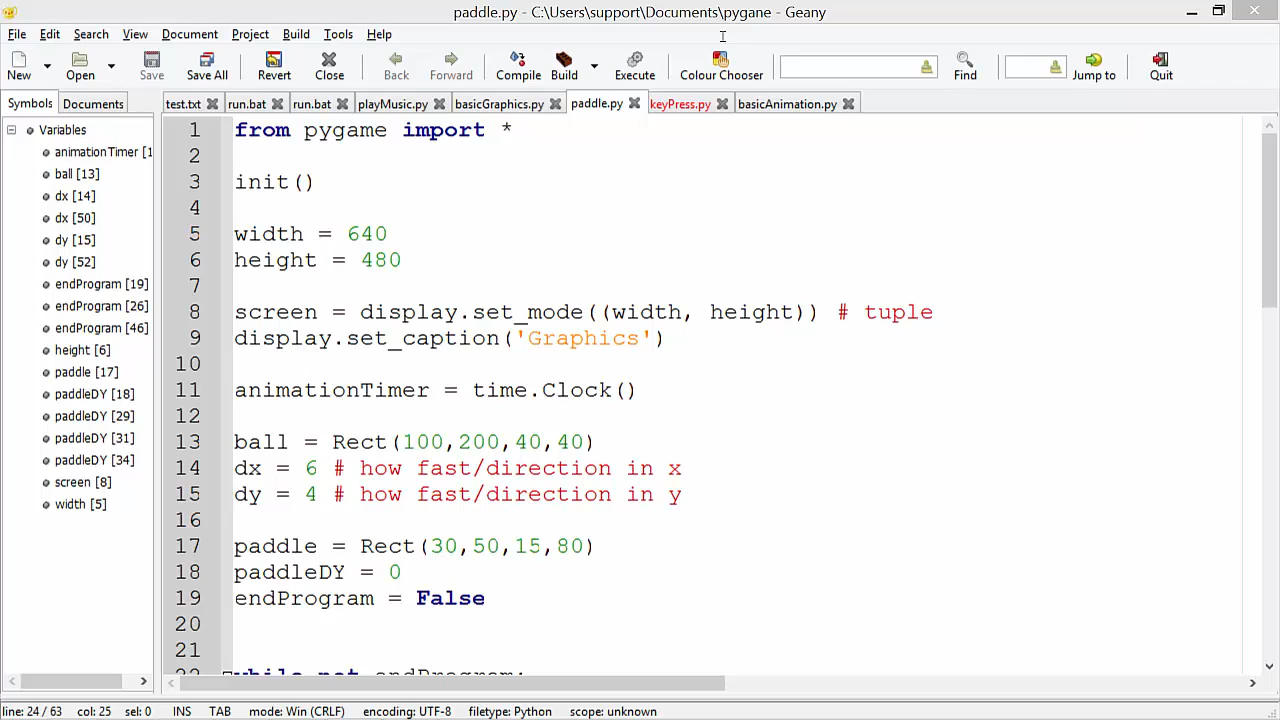 paddle.py - C:\Users\support\Documents\pygane - Geany
File Edit Search View Document Project Build Tools Help
New Open Save Save All Revert Close Back Forward Compile Build Execute Colour Chooser Find Jump to Quit
Symbols Documents test.txt run.bat run.bat playMusic.py basicGraphics.py paddle.py keyPress.py basicAnimation.py
Variables
animationTimer [1
ball [13]
dx [14]
dx [50]
dy [15]
dy [52]
endProgram [19]
endProgram [26]
endProgram [46]
height [6]
paddle [17]
paddleDY [18]
paddleDY [29]
paddleDY [31]
paddleDY [34]
screen [8]
width [5]
1 from pygame import *
2
3 init()
4
5 width = 640
6 height = 480
7
8 screen = display.set_mode((width, height)) # tuple
9 display.set_caption('Graphics')
10
11 animationTimer = time.Clock()
12
13 ball = Rect(100,200,40,40)
14 dx = 6 # how fast/direction in x
15 dy = 4 # how fast/direction in y
16
17 paddle = Rect(30,50,15,80)
18 paddleDY = 0
19 endProgram = False
20
21
22 while not endProgram:
line: 24 / 63 col: 25 sel: 0 INS TAB mode: Win (CRLF) encoding: UTF-8 filetype: Python scope: unknown